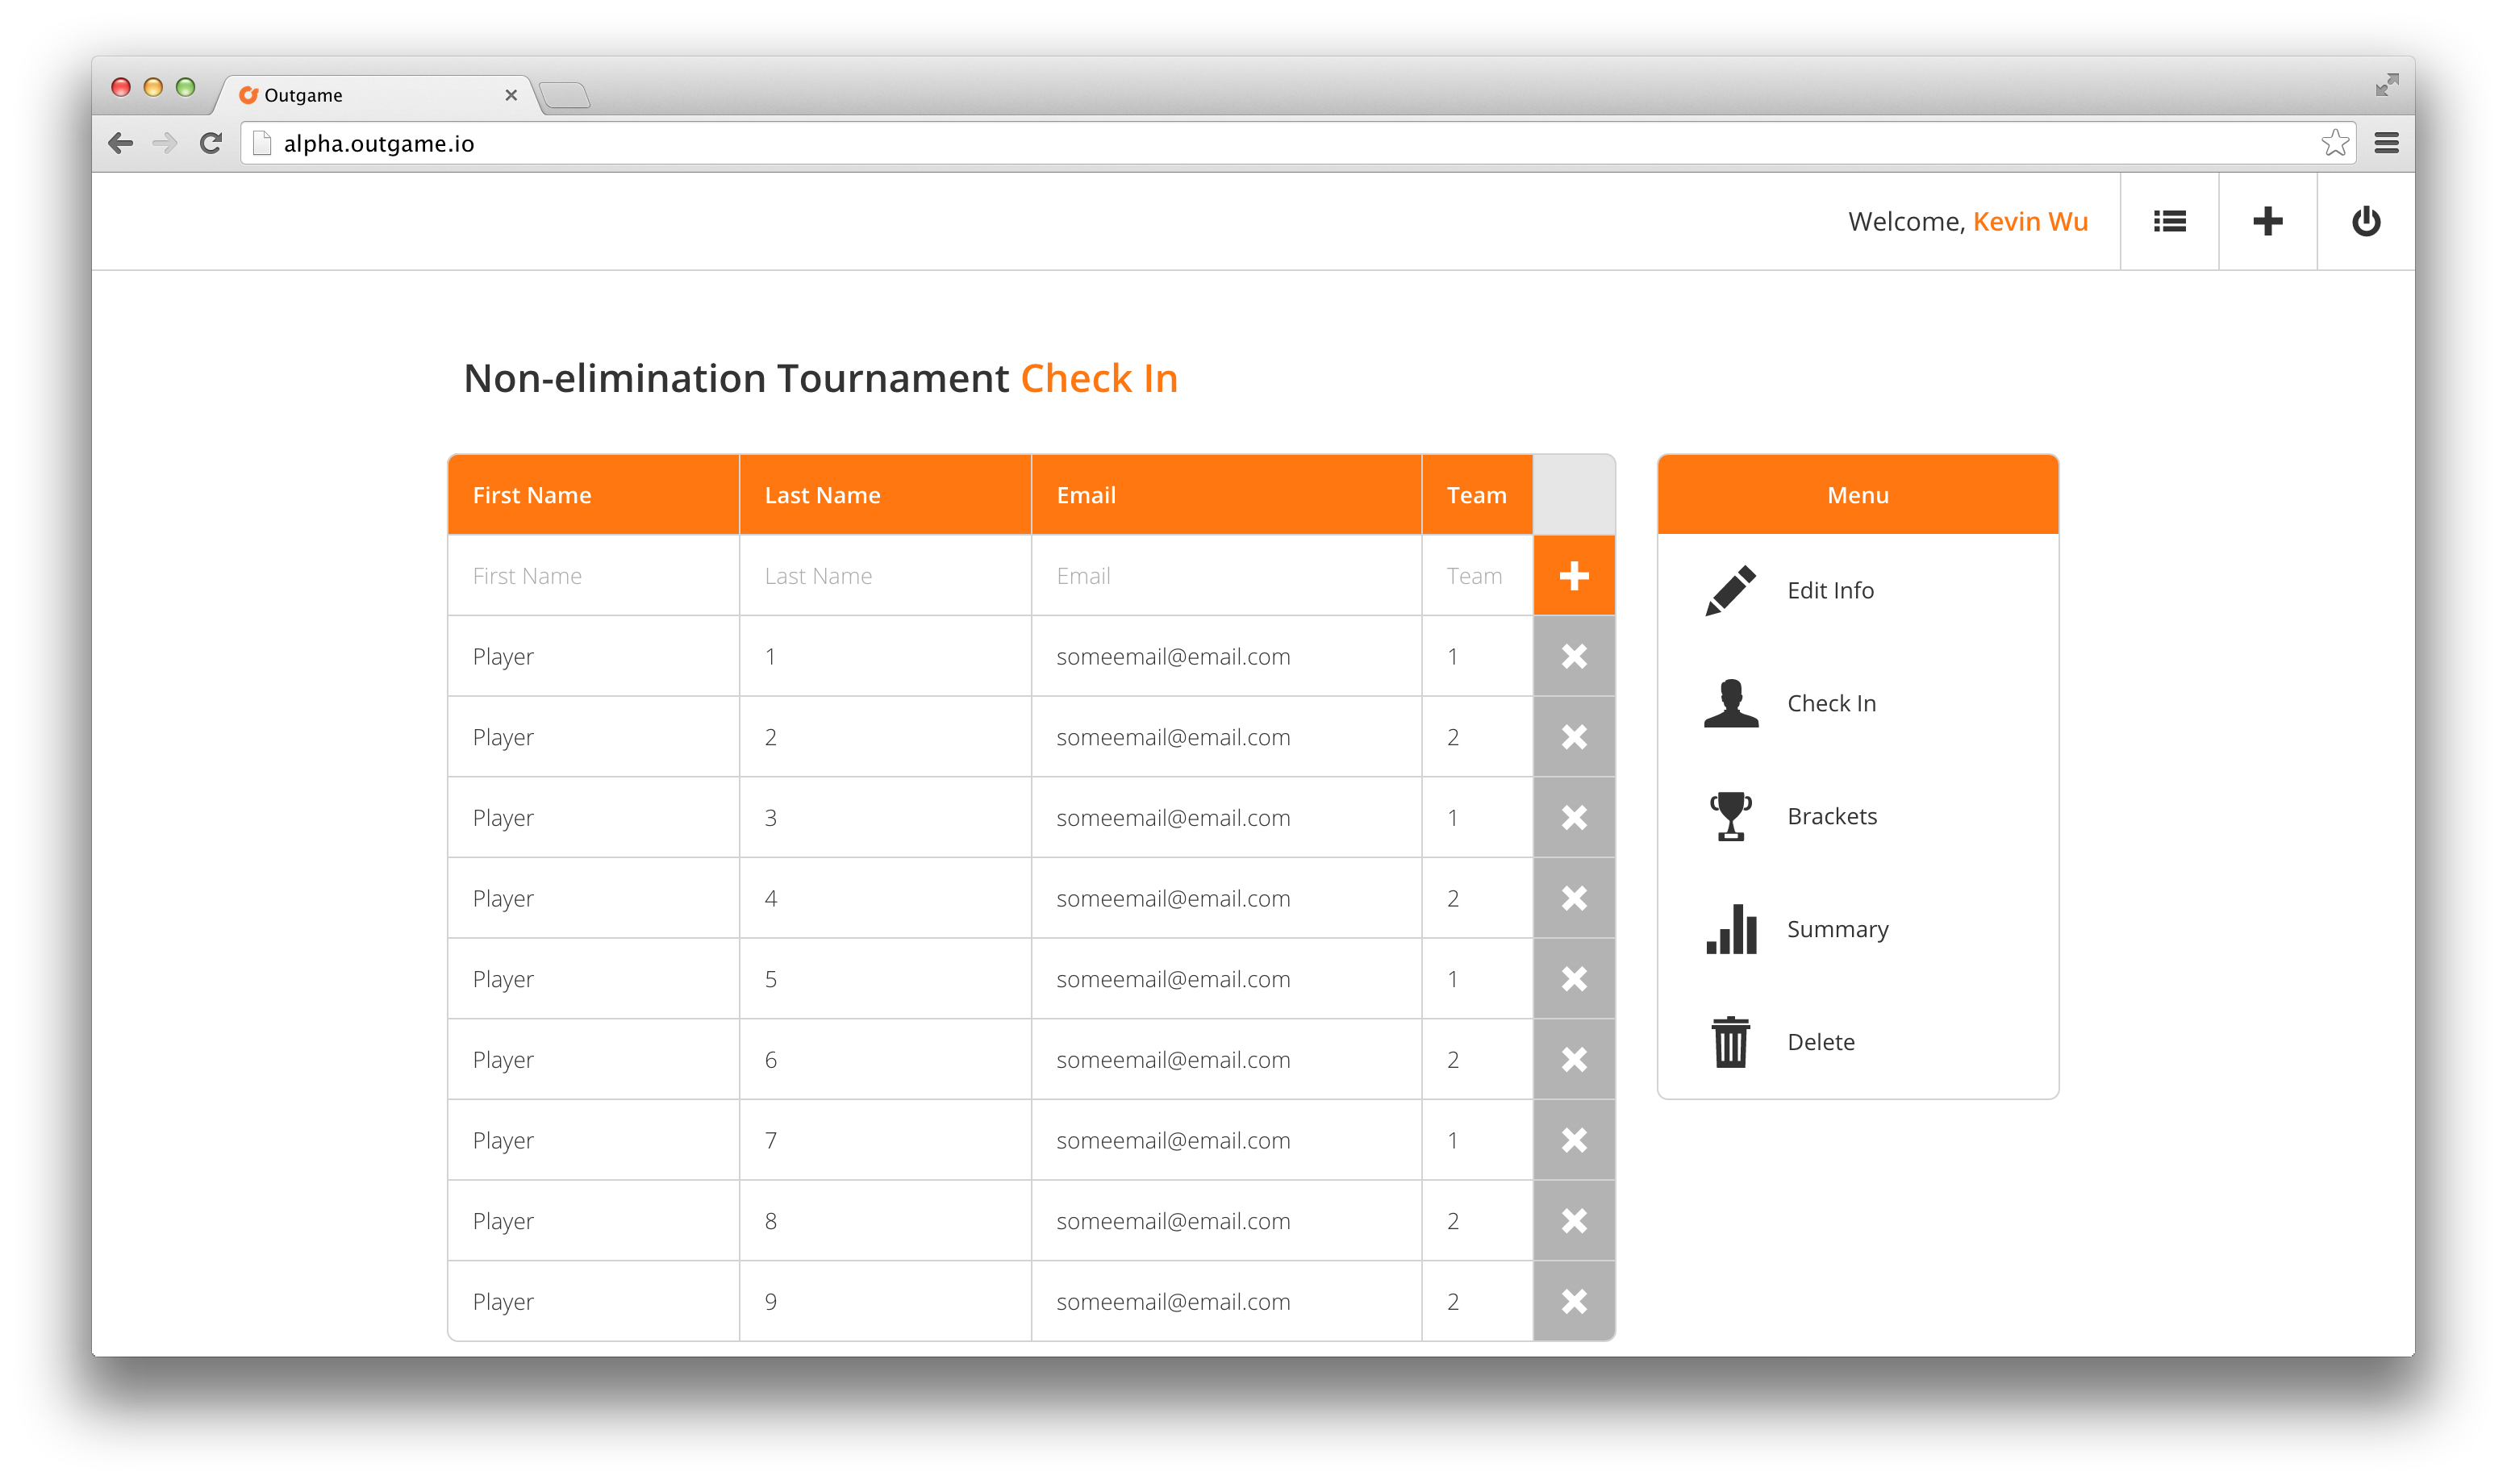 Outgame
alpha.outgame.io
Welcome, Kevin Wu
Non-elimination Tournament Check In
First Name Last Name Email Team
First Name Last Name Email Team
Player 1 someemail@email.com 1
Player 2 someemail@email.com 2
Player 3 someemail@email.com 1
Player 4 someemail@email.com 2
Player 5 someemail@email.com 1
Player 6 someemail@email.com 2
Player 7 someemail@email.com 1
Player 8 someemail@email.com 2
Player 9 someemail@email.com 2
Menu
Edit Info
Check In
Brackets
Summary
Delete